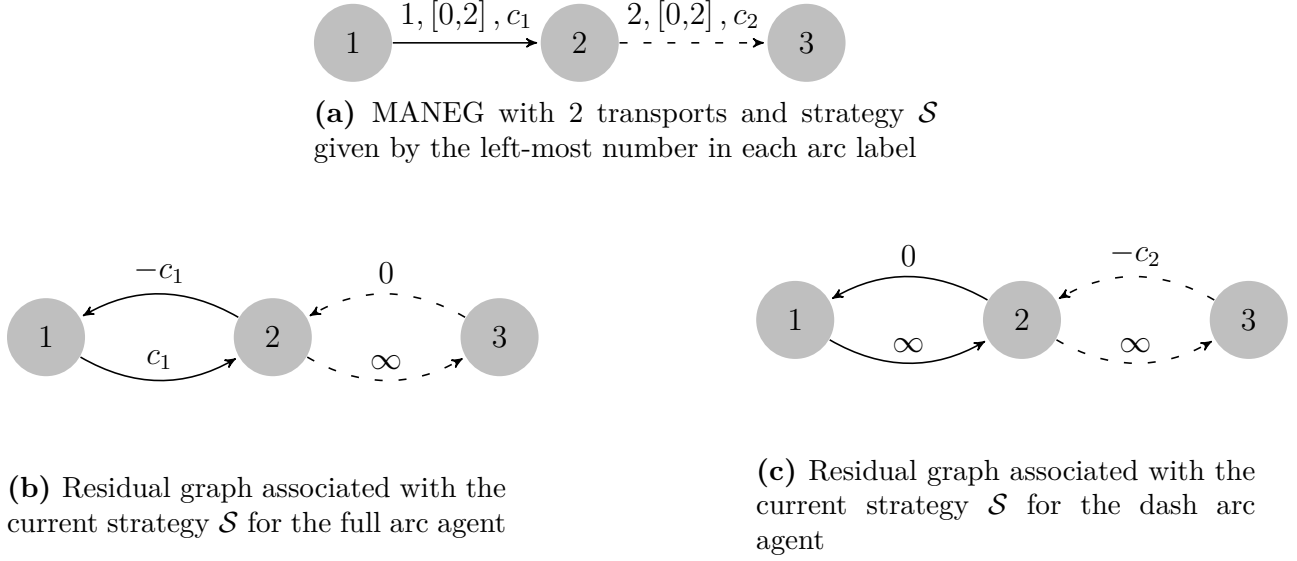 1, [0,2] , c₁
2, [0,2] , c₂
1
2
3
(a) MANEG with 2 transports and strategy 𝒮
given by the left-most number in each arc label
−c₁
0
1
2
3
c₁
∞
(b) Residual graph associated with the
current strategy 𝒮 for the full arc agent
0
−c₂
1
2
3
∞
∞
(c) Residual graph associated with the
current strategy 𝒮 for the dash arc
agent